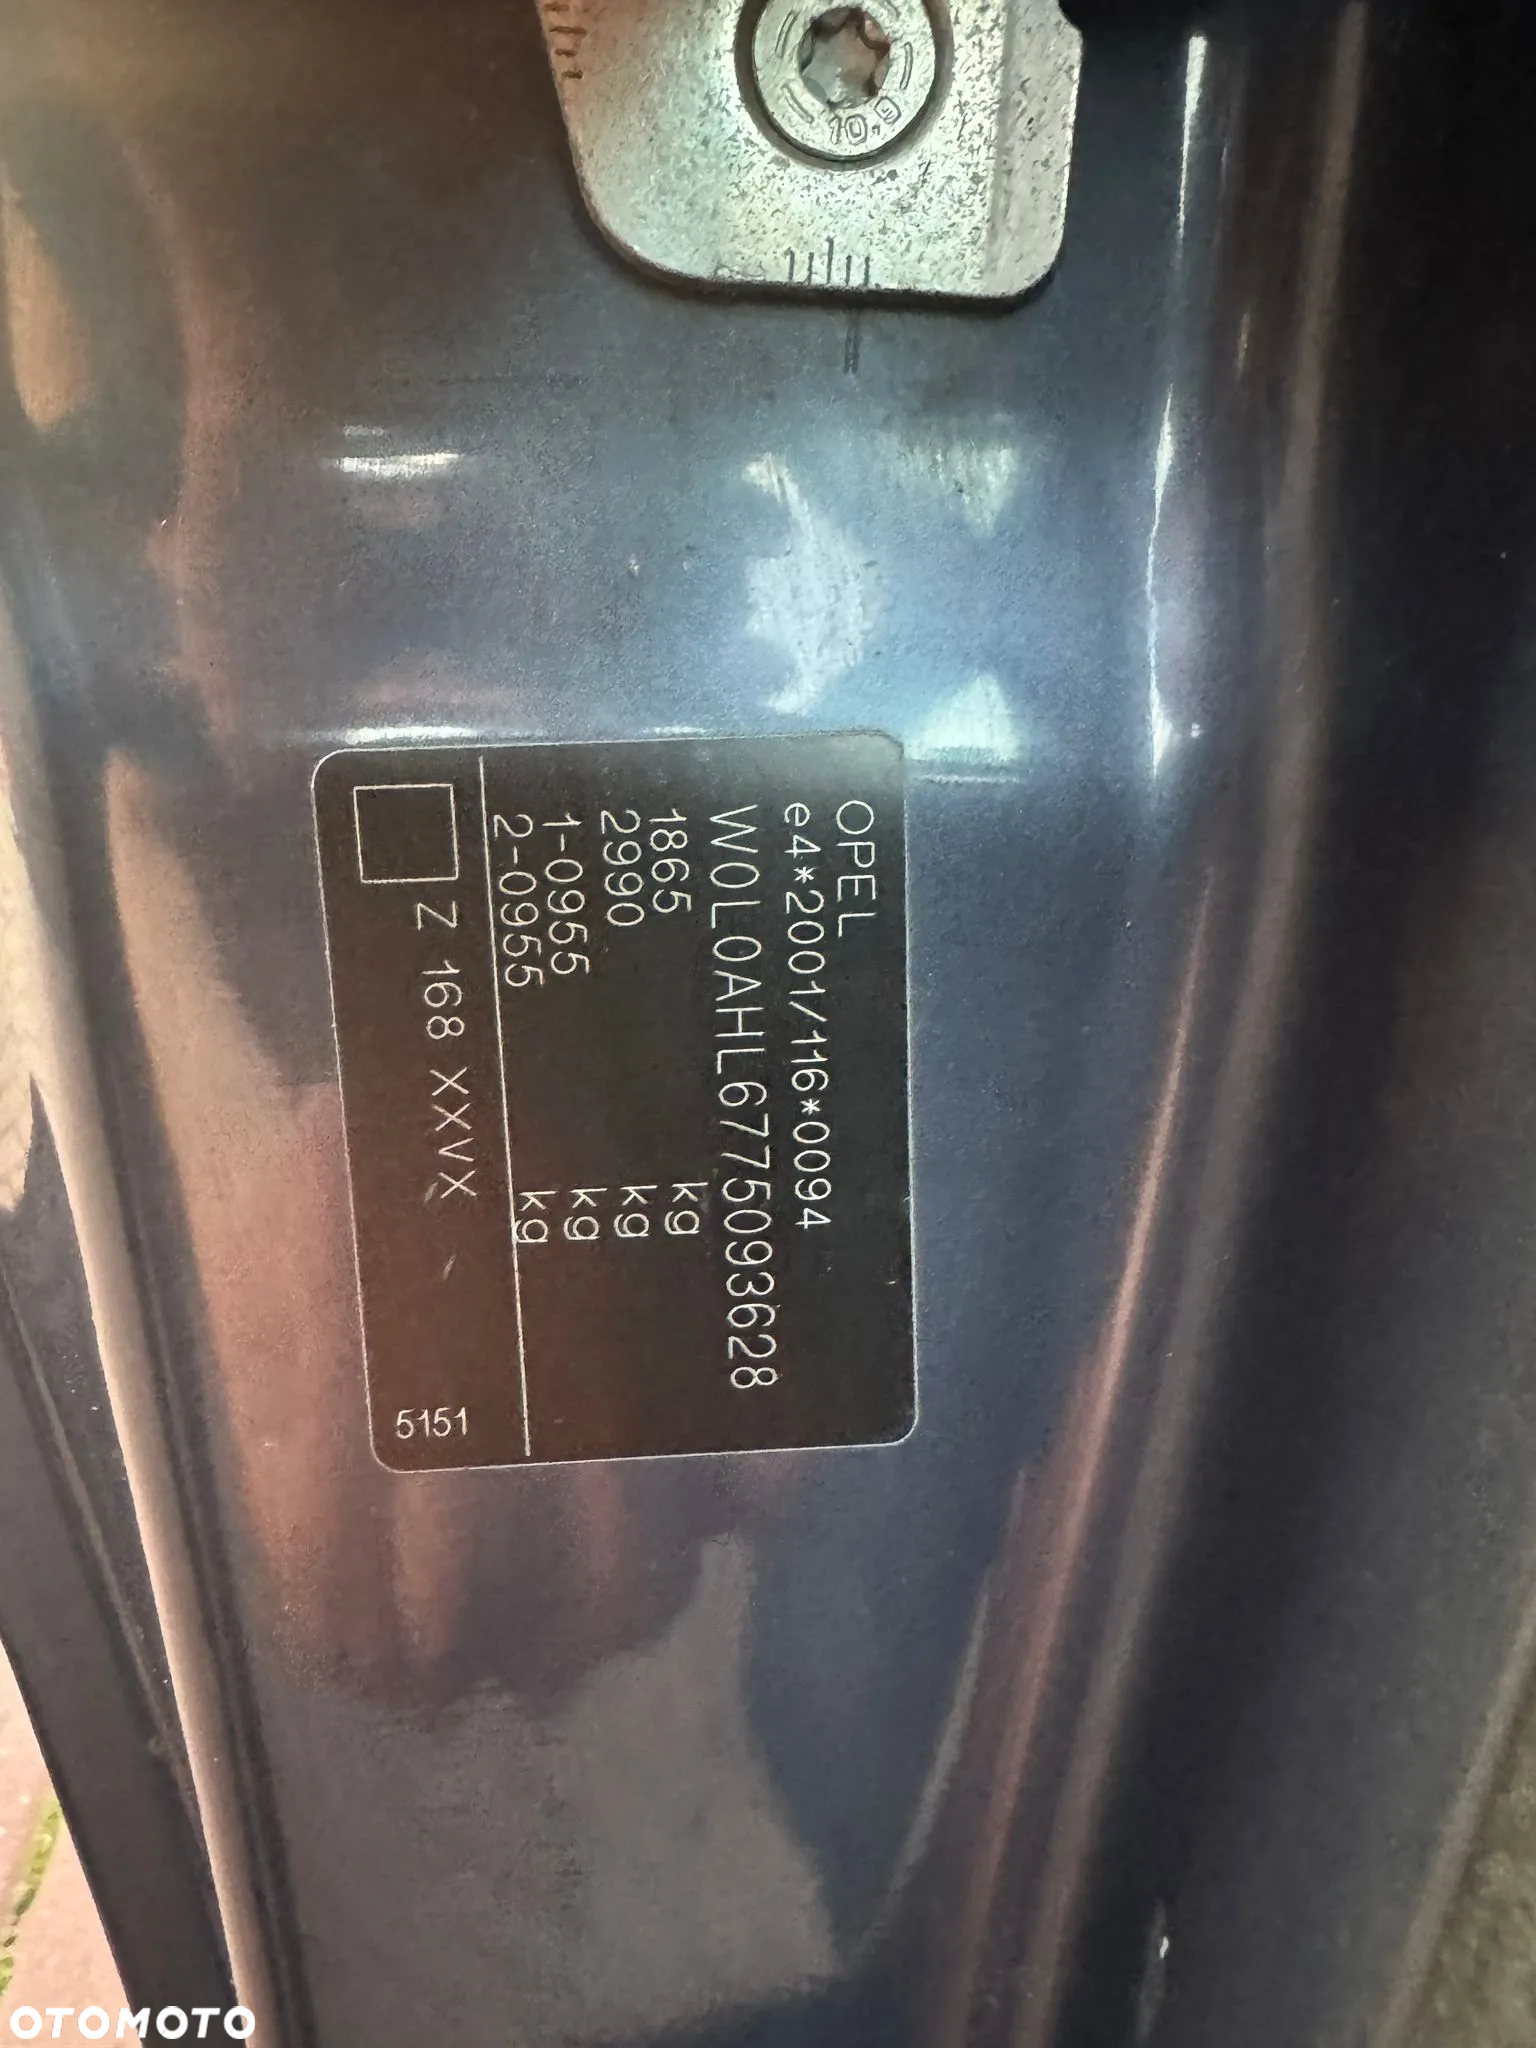 10.9
OPEL
e4*2001/116*0094
W0L0AHL6775093628
1865 kg
2990 kg
1-0955 kg
2-0955 kg
Z 168 XXVX
5151
OTOMOTO